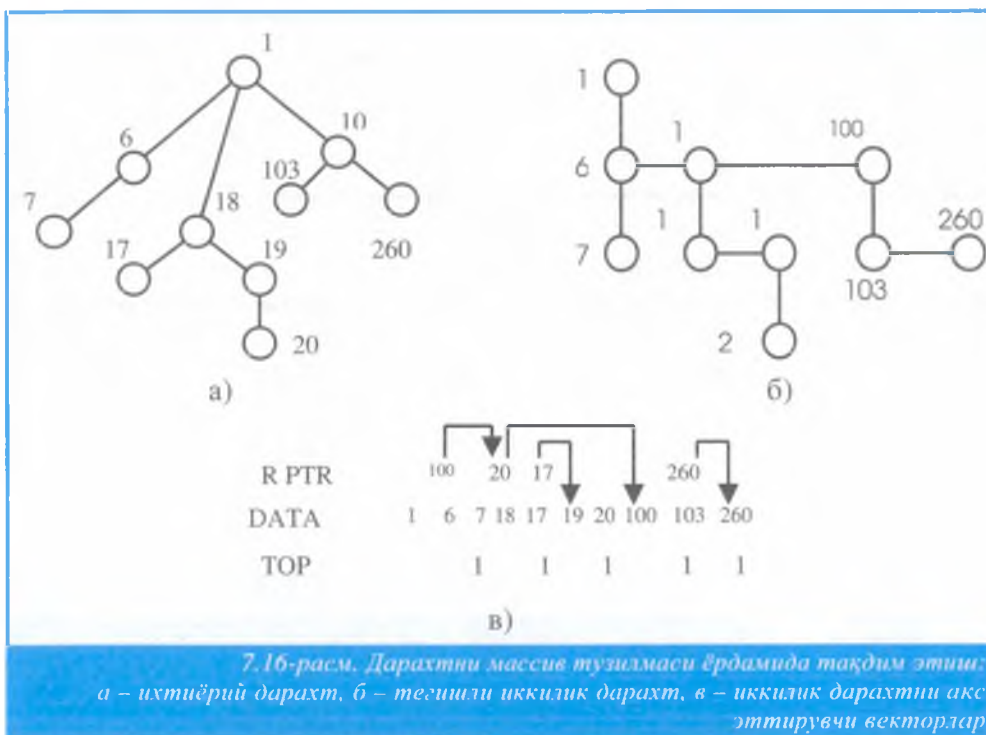 1
6
10
7
18
103
17
19
260
20
а)
1
6
1
100
7
1
1
260
103
2
б)
R PTR 100 20 17 260
DATA 1 6 7 18 17 19 20 100 103 260
TOP 1 1 1 1 1
в)
7.16-расм. Дарахтни массив тузилмаси ёрдамида тақдим этиш:
а – ихтиёрий дарахт, б – тегишли иккилик дарахт, в – иккилик дарахтни акс
эттирувчи векторлар